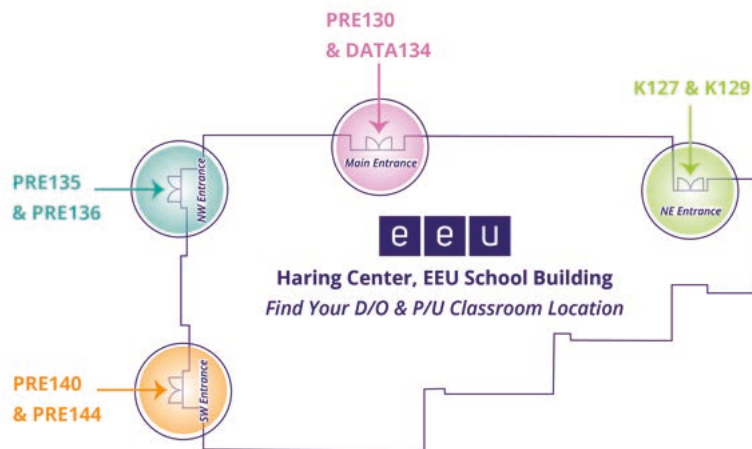 PRE130
& DATA134
K127 & K129
Main Entrance
PRE135
& PRE136
NW Entrance
NE Entrance
eeu
Haring Center, EEU School Building
Find Your D/O & P/U Classroom Location
PRE140
& PRE144
SW Entrance